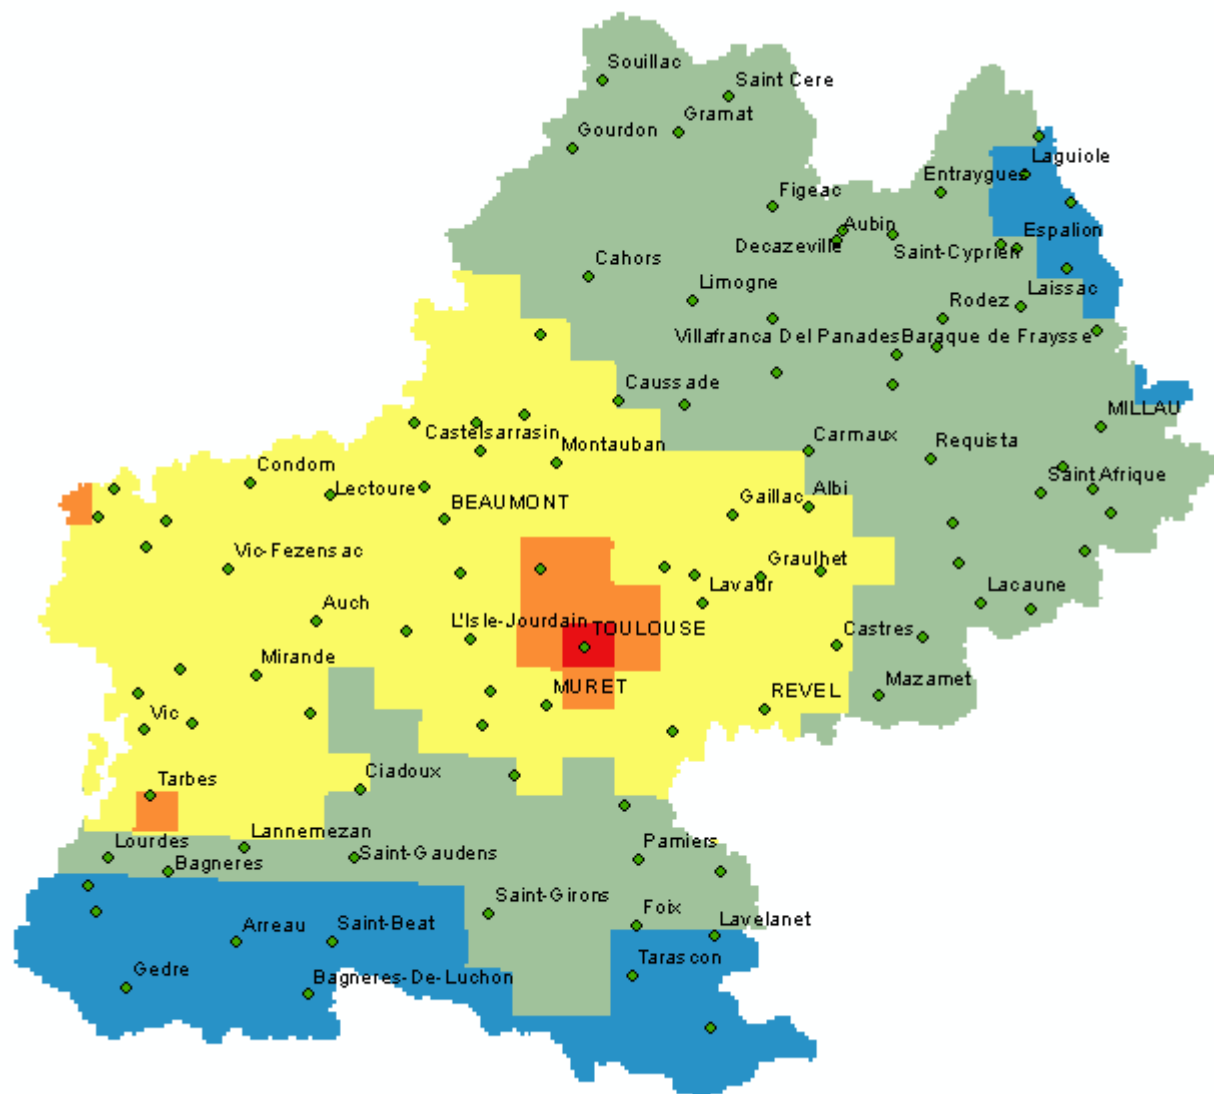 Souillac
Saint Cere
Gramat
Gourdon
Laguiole
Entraygues
Figeac
Aubin
Espalion
Decazeville
Saint-Cyprien
Cahors
Limogne
Laissac
Rodez
Villafranca Del Panades
Baraque de Fraysse
Caussade
MILLAU
Castelsarrasin
Carmaux
Montauban
Requista
Condom
Saint Afrique
Lectoure
Albi
Gaillac
BEAUMONT
Vic-Fezensac
Graulhet
Lavaur
Lacaune
Auch
L'Isle-Jourdain
TOULOUSE
Castres
Mirande
Mazamet
MURET
REVEL
Vic
Tarbes
Ciadoux
Lannemezan
Lourdes
Pamiers
Saint-Gaudens
Bagneres
Saint-Girons
Foix
Lavelanet
Arreau
Saint-Beat
Tarascon
Gedre
Bagneres-De-Luchon